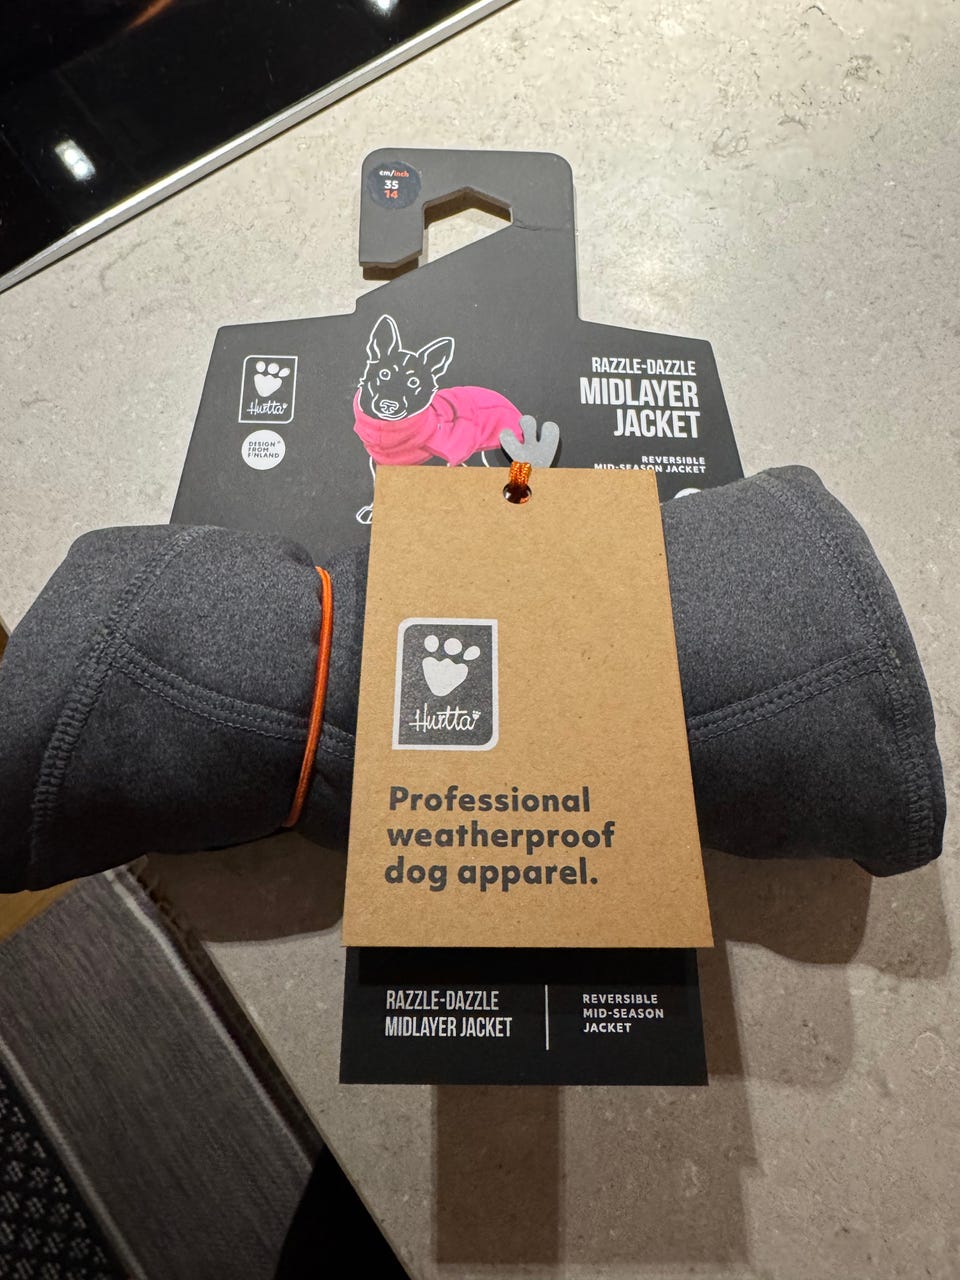 cm/inch
35
14
Hurtta
DESIGN
FROM
FINLAND
RAZZLE-DAZZLE
MIDLAYER
JACKET
REVERSIBLE
MID-SEASON JACKET
Hurtta
Professional
weatherproof
dog apparel.
RAZZLE-DAZZLE
MIDLAYER JACKET
REVERSIBLE
MID-SEASON
JACKET